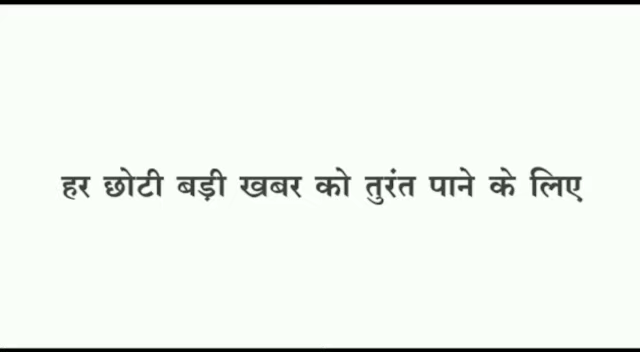 हर छोटी बड़ी खबर को तुरंत पाने के लिए